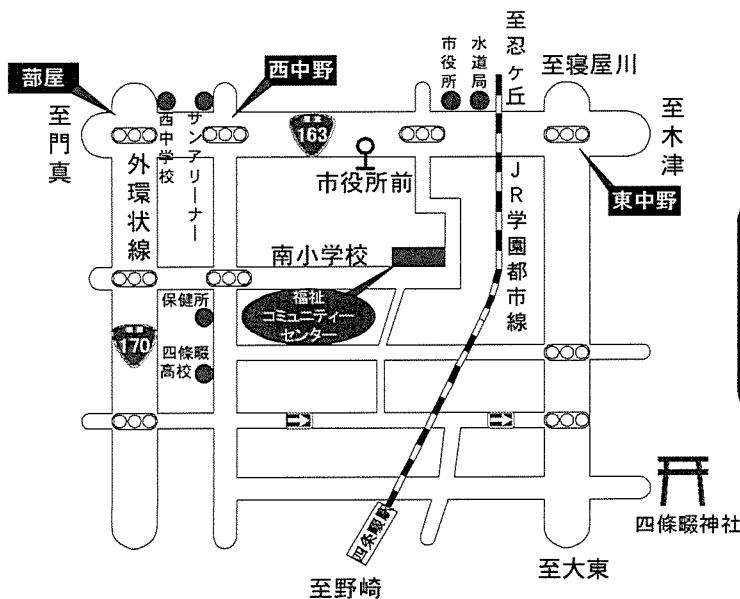 部屋
西中野
市役所
水道局
至忍ヶ丘
至寝屋川
至門真
西中学校
サンアリーナー
163
市役所前
至木津
東中野
外環状線
JR学園都市線
南小学校
福祉
コミュニティー
センター
保健所
170
四條畷
高校
四条畷駅
四條畷神社
至野崎
至大東